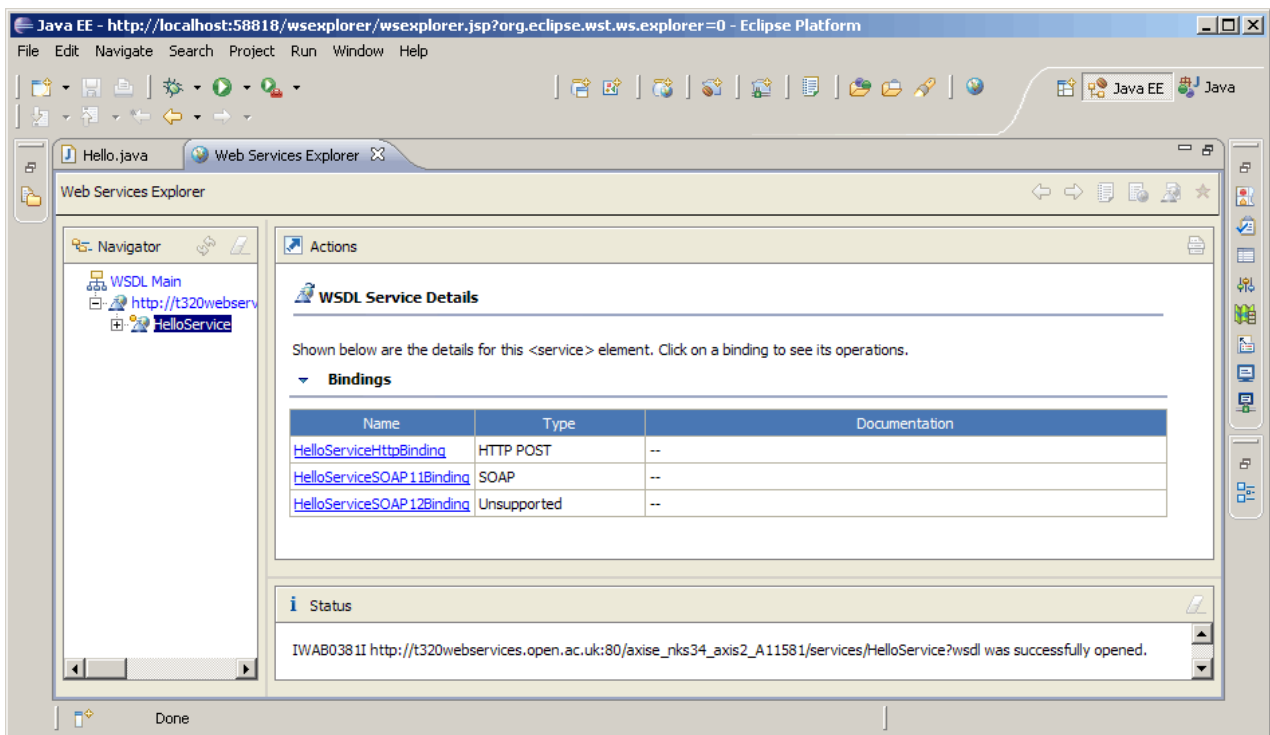 Java EE - http://localhost:58818/wsexplorer/wsexplorer.jsp?org.eclipse.wst.ws.explorer=0 - Eclipse Platform
File Edit Navigate Search Project Run Window Help
Java EE Java
Hello.java Web Services Explorer
Web Services Explorer
Navigator
WSDL Main
http://t320webserv
HelloService
Actions
WSDL Service Details
Shown below are the details for this <service> element. Click on a binding to see its operations.
Bindings
Name Type Documentation
HelloServiceHttpBinding HTTP POST --
HelloServiceSOAP11Binding SOAP --
HelloServiceSOAP12Binding Unsupported --
i Status
IWAB0381I http://t320webservices.open.ac.uk:80/axise_nks34_axis2_A11581/services/HelloService?wsdl was successfully opened.
Done